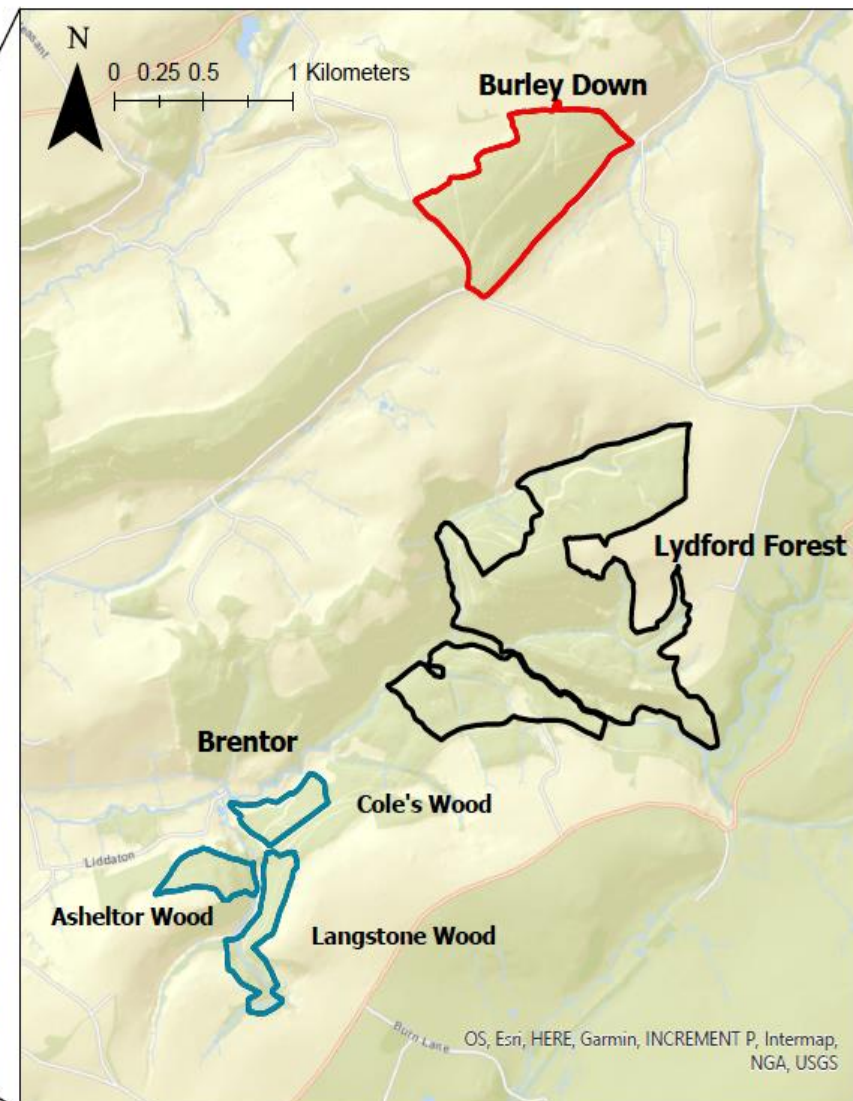 N
0 0.25 0.5 1 Kilometers
Burley Down
Lydford Forest
Brentor
Cole's Wood
Liddaton
Asheltor Wood
Langstone Wood
Burn Lane
OS, Esri, HERE, Garmin, INCREMENT P, Intermap,
NGA, USGS